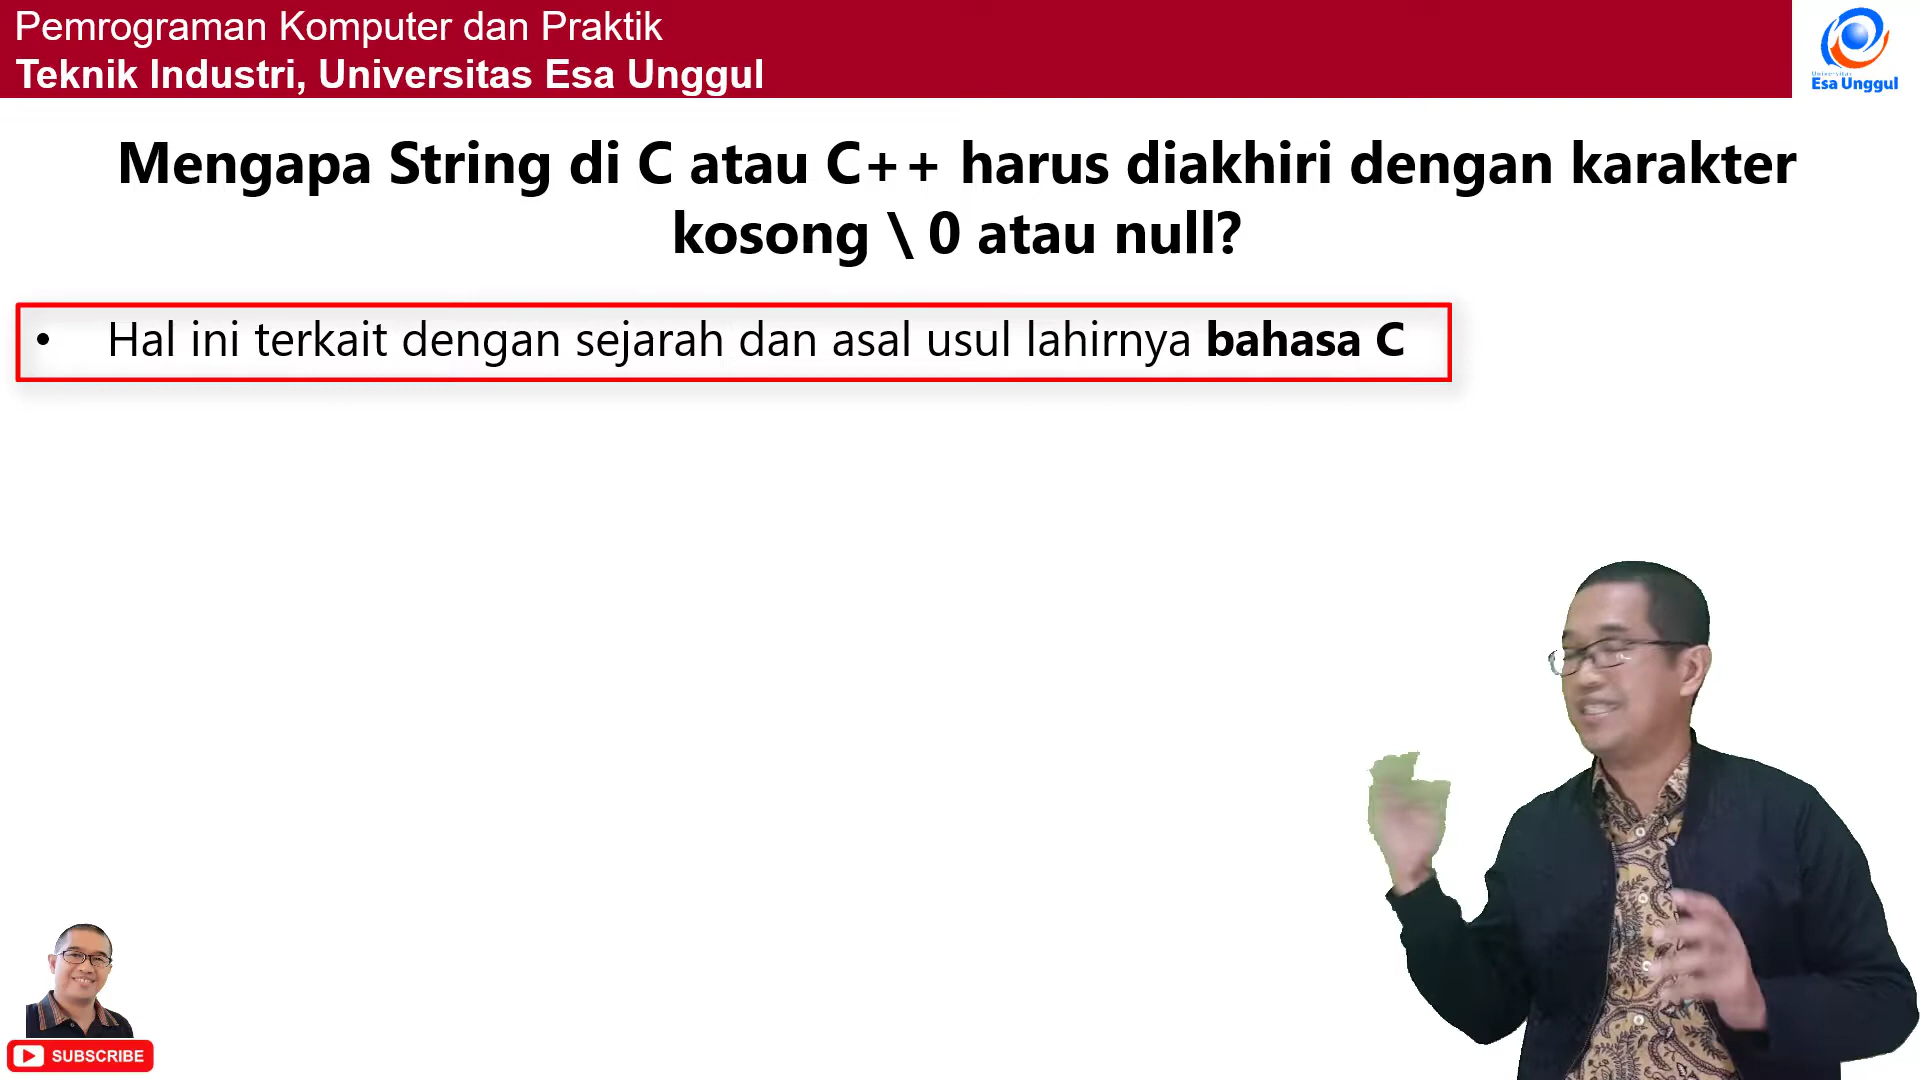 Pemrograman Komputer dan Praktik
Teknik Industri, Universitas Esa Unggul
Universitas
Esa Unggul
Mengapa String di C atau C++ harus diakhiri dengan karakter
kosong \ 0 atau null?
• Hal ini terkait dengan sejarah dan asal usul lahirnya bahasa C
SUBSCRIBE